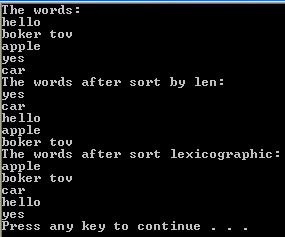 The words:
hello
boker tov
apple
yes
car
The words after sort by len:
yes
car
hello
apple
boker tov
The words after sort lexicographic:
apple
boker tov
car
hello
yes
Press any key to continue . . .